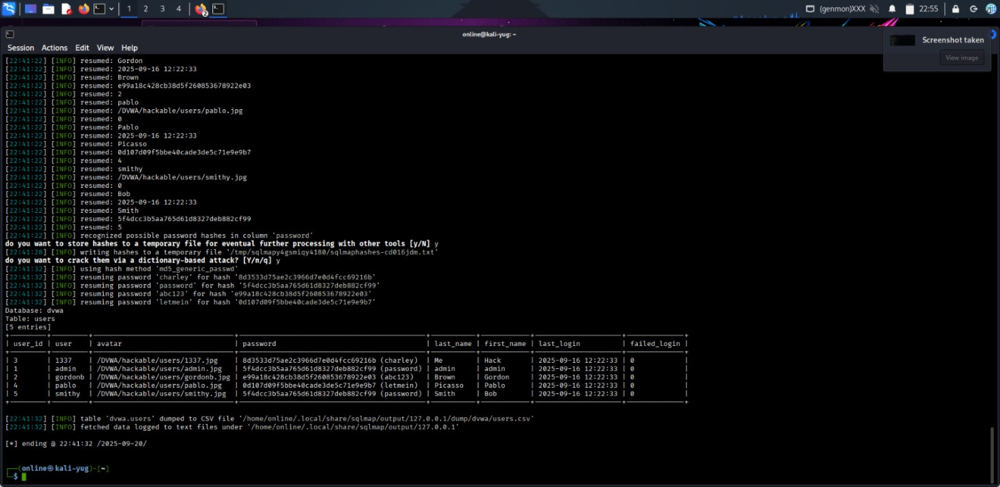 1 2 3 4 2 (genmon)XXX 22:55
online@kali-yug: ~
Screenshot taken
View image
Session Actions Edit View Help
[22:41:22] [INFO] resumed: Gordon
[22:41:22] [INFO] resumed: 2025-09-16 12:22:33
[22:41:22] [INFO] resumed: Brown
[22:41:22] [INFO] resumed: e99a18c428cb38d5f260853678922e03
[22:41:22] [INFO] resumed: 2
[22:41:22] [INFO] resumed: pablo
[22:41:22] [INFO] resumed: /DVWA/hackable/users/pablo.jpg
[22:41:22] [INFO] resumed: 0
[22:41:22] [INFO] resumed: Pablo
[22:41:22] [INFO] resumed: 2025-09-16 12:22:33
[22:41:22] [INFO] resumed: Picasso
[22:41:22] [INFO] resumed: 0d107d09f5bbe40cade3de5c71e9e9b7
[22:41:22] [INFO] resumed: 4
[22:41:22] [INFO] resumed: smithy
[22:41:22] [INFO] resumed: /DVWA/hackable/users/smithy.jpg
[22:41:22] [INFO] resumed: 0
[22:41:22] [INFO] resumed: Bob
[22:41:22] [INFO] resumed: 2025-09-16 12:22:33
[22:41:22] [INFO] resumed: Smith
[22:41:22] [INFO] resumed: 5f4dcc3b5aa765d61d8327deb882cf99
[22:41:22] [INFO] resumed: 5
[22:41:22] [INFO] recognized possible password hashes in column 'password'
do you want to store hashes to a temporary file for eventual further processing with other tools [y/N] y
[22:41:28] [INFO] writing hashes to a temporary file '/tmp/sqlmapy4gsmiqy4180/sqlmaphashes-cd016jdm.txt'
do you want to crack them via a dictionary-based attack? [Y/n/q] y
[22:41:32] [INFO] using hash method 'md5_generic_passwd'
[22:41:32] [INFO] resuming password 'charley' for hash '8d3533d75ae2c3966d7e0d4fcc69216b'
[22:41:32] [INFO] resuming password 'password' for hash '5f4dcc3b5aa765d61d8327deb882cf99'
[22:41:32] [INFO] resuming password 'abc123' for hash 'e99a18c428cb38d5f260853678922e03'
[22:41:32] [INFO] resuming password 'letmein' for hash '0d107d09f5bbe40cade3de5c71e9e9b7'
Database: dvwa
Table: users
[5 entries]
| user_id | user | avatar | password | last_name | first_name | last_login | failed_login |
| 3 | 1337 | /DVWA/hackable/users/1337.jpg | 8d3533d75ae2c3966d7e0d4fcc69216b (charley) | Me | Hack | 2025-09-16 12:22:33 | 0 |
| 1 | admin | /DVWA/hackable/users/admin.jpg | 5f4dcc3b5aa765d61d8327deb882cf99 (password) | admin | admin | 2025-09-16 12:22:33 | 0 |
| 2 | gordonb | /DVWA/hackable/users/gordonb.jpg | e99a18c428cb38d5f260853678922e03 (abc123) | Brown | Gordon | 2025-09-16 12:22:33 | 0 |
| 4 | pablo | /DVWA/hackable/users/pablo.jpg | 0d107d09f5bbe40cade3de5c71e9e9b7 (letmein) | Picasso | Pablo | 2025-09-16 12:22:33 | 0 |
| 5 | smithy | /DVWA/hackable/users/smithy.jpg | 5f4dcc3b5aa765d61d8327deb882cf99 (password) | Smith | Bob | 2025-09-16 12:22:33 | 0 |
[22:41:32] [INFO] table 'dvwa.users' dumped to CSV file '/home/online/.local/share/sqlmap/output/127.0.0.1/dump/dvwa/users.csv'
[22:41:32] [INFO] fetched data logged to text files under '/home/online/.local/share/sqlmap/output/127.0.0.1'
[*] ending @ 22:41:32 /2025-09-20/
(online㉿kali-yug)-[~]
$